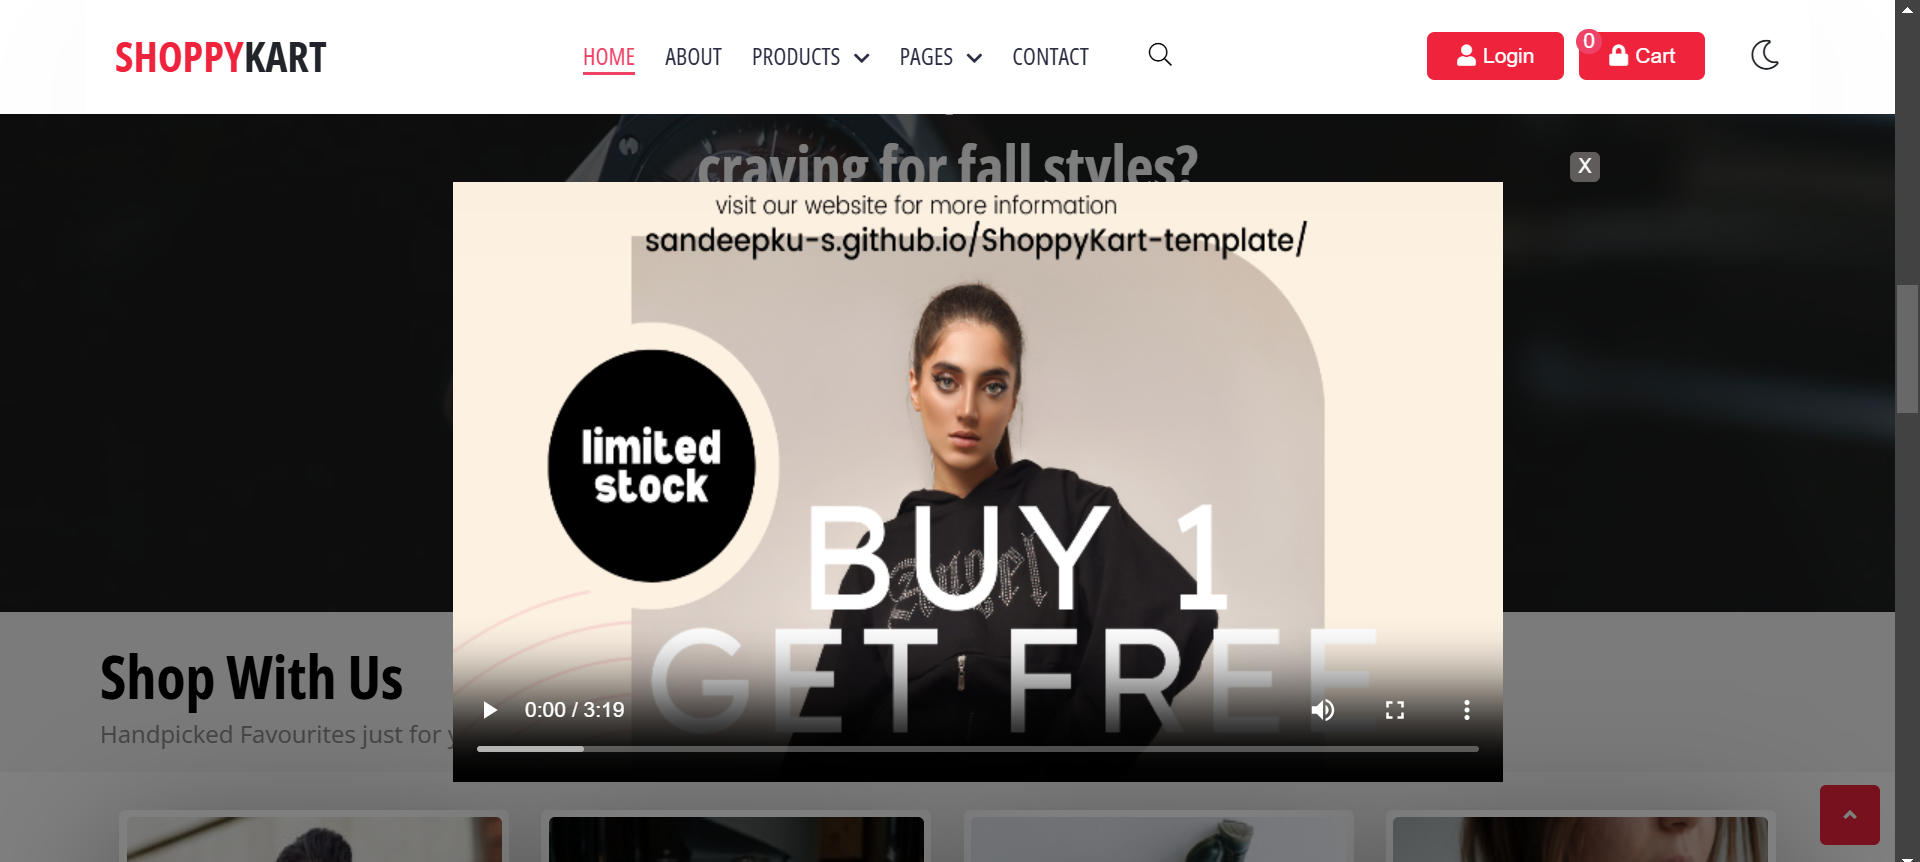 SHOPPYKART
HOME ABOUT PRODUCTS PAGES CONTACT
Login
0
Cart
craving for fall styles?
X
visit our website for more information
sandeepku-s.github.io/ShoppyKart-template/
limited
stock
BUY 1
GET FREE
0:00 / 3:19
Shop With Us
Handpicked Favourites just for